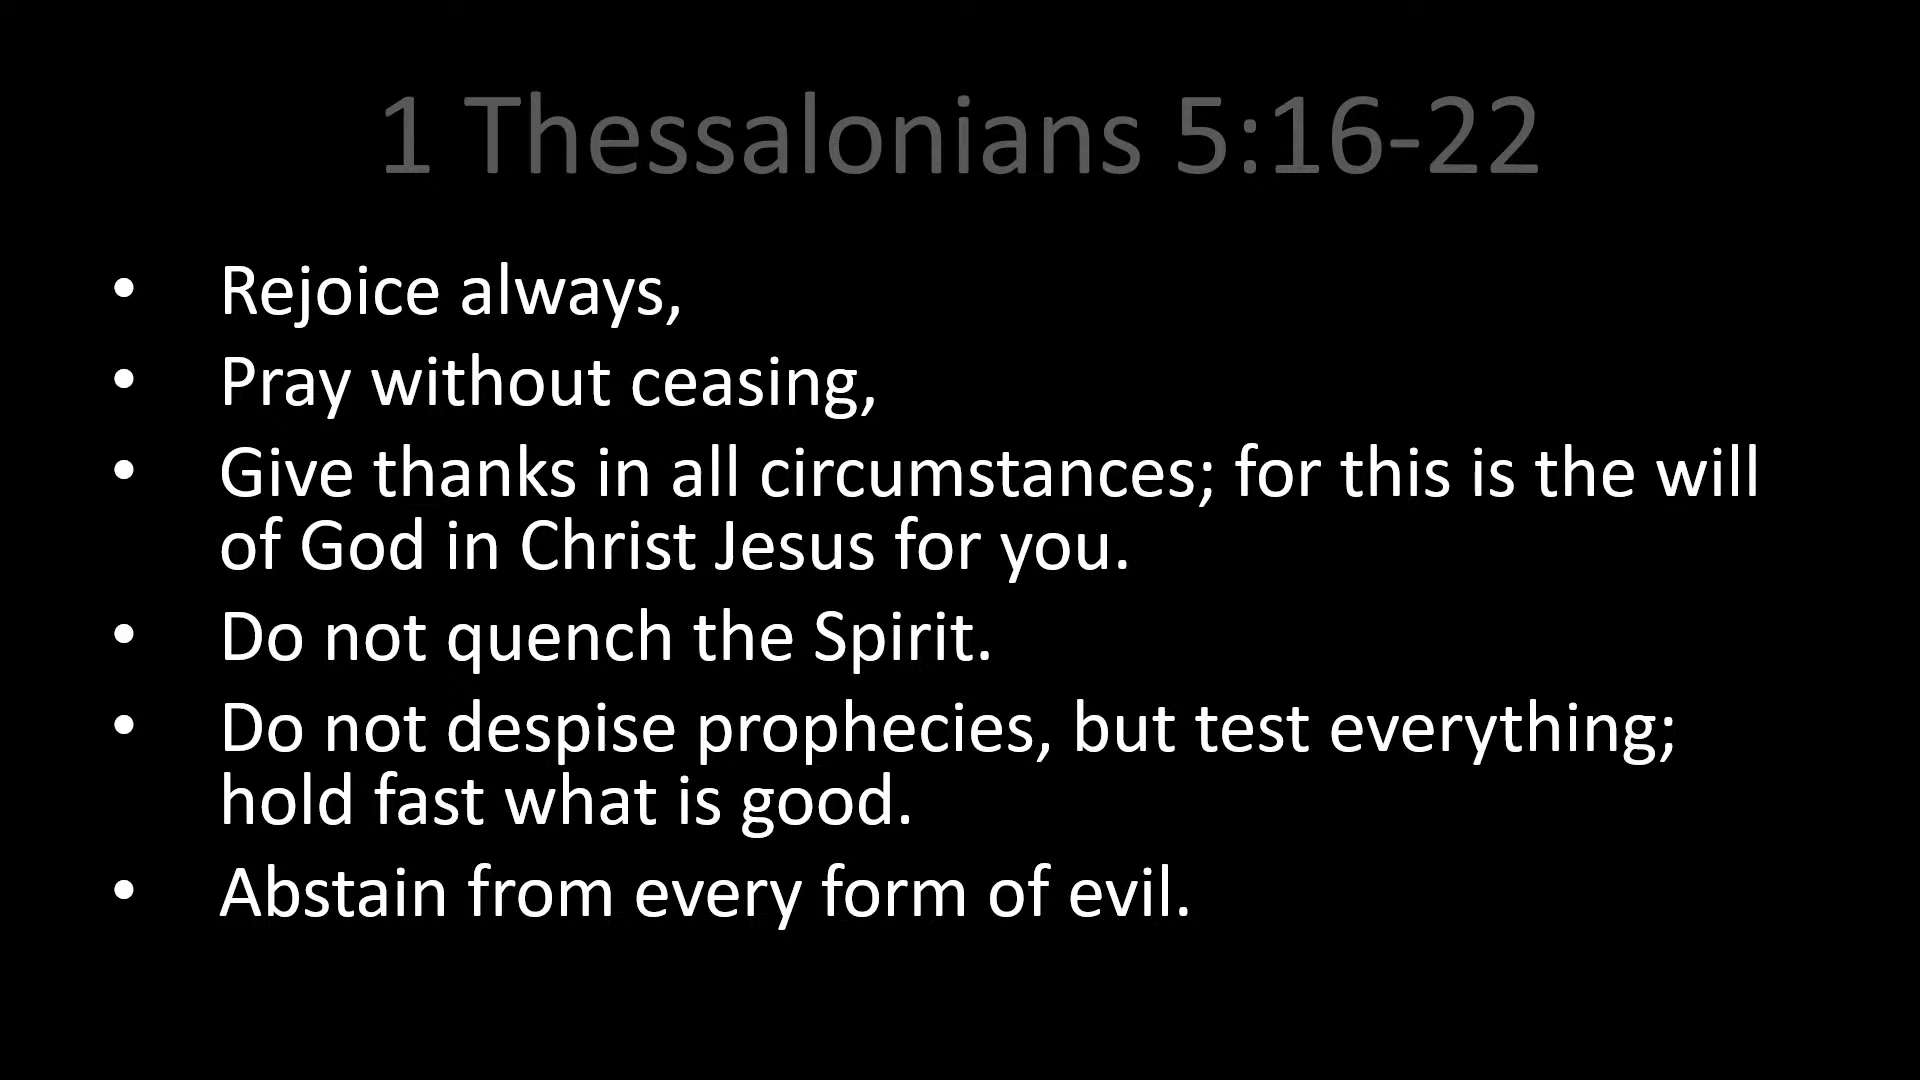 1 Thessalonians 5:16-22
• Rejoice always,
• Pray without ceasing,
• Give thanks in all circumstances; for this is the will
of God in Christ Jesus for you.
• Do not quench the Spirit.
• Do not despise prophecies, but test everything;
hold fast what is good.
• Abstain from every form of evil.